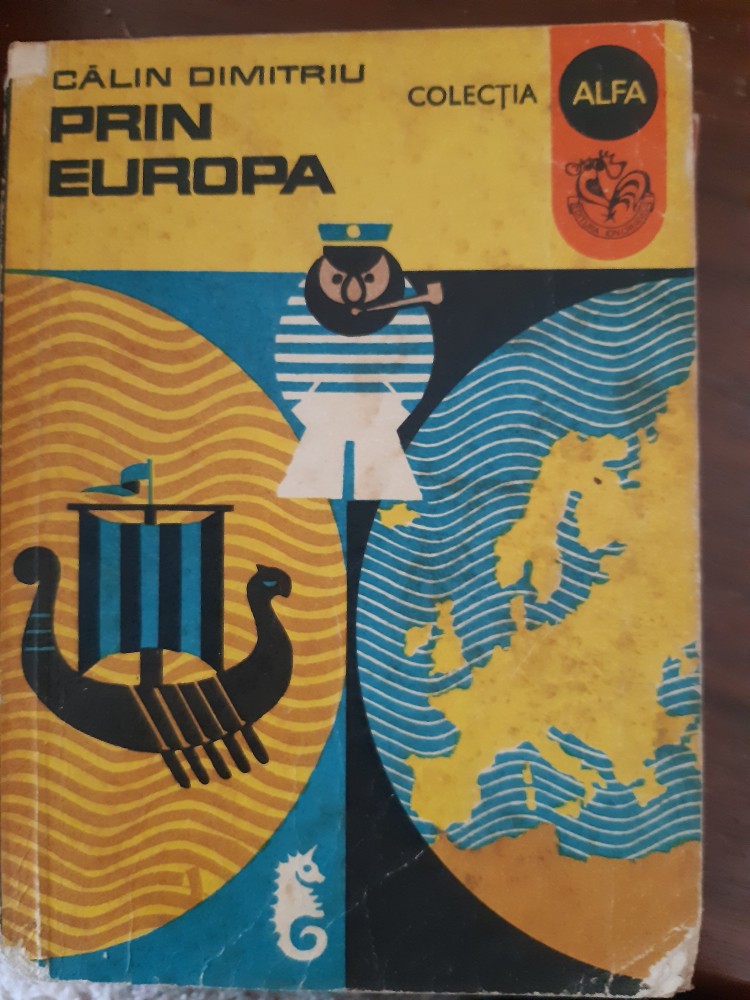 CĂLIN DIMITRIU
PRIN
EUROPA
COLECȚIA
ALFA